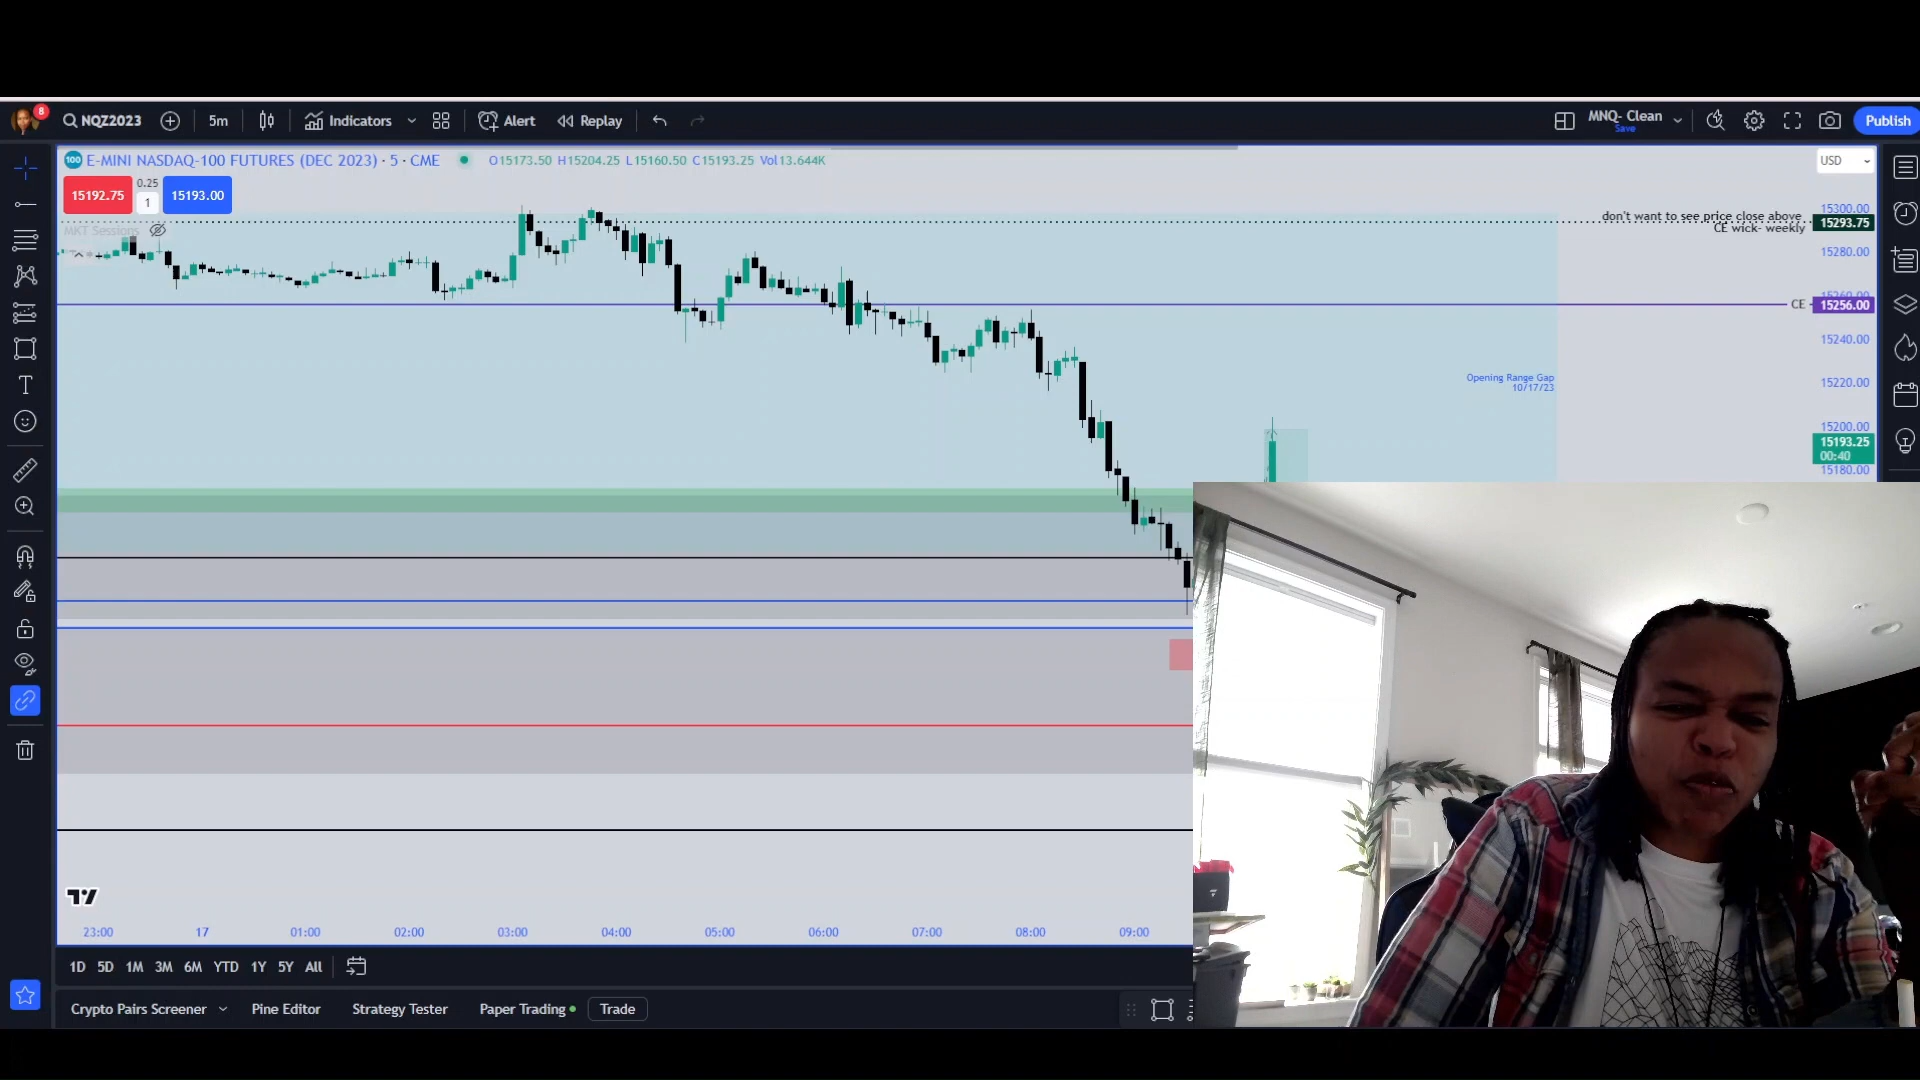 8
NQZ2023
5m
Indicators
Alert
Replay
MNQ- Clean
Save
Publish
100 E-MINI NASDAQ-100 FUTURES (DEC 2023) · 5 · CME
O15173.50 H15204.25 L15160.50 C15193.25 Vol13.644K
USD
15192.75
0.25
1
15193.00
MKT Sessions
don't want to see price close above
CE wick- weekly
15300.00
15293.75
15280.00
CE
15256.00
15240.00
Opening Range Gap
10/17/23
15220.00
15200.00
15193.25
00:40
15180.00
23:00 17 01:00 02:00 03:00 04:00 05:00 06:00 07:00 08:00 09:00
1D 5D 1M 3M 6M YTD 1Y 5Y All
Crypto Pairs Screener Pine Editor Strategy Tester Paper Trading Trade